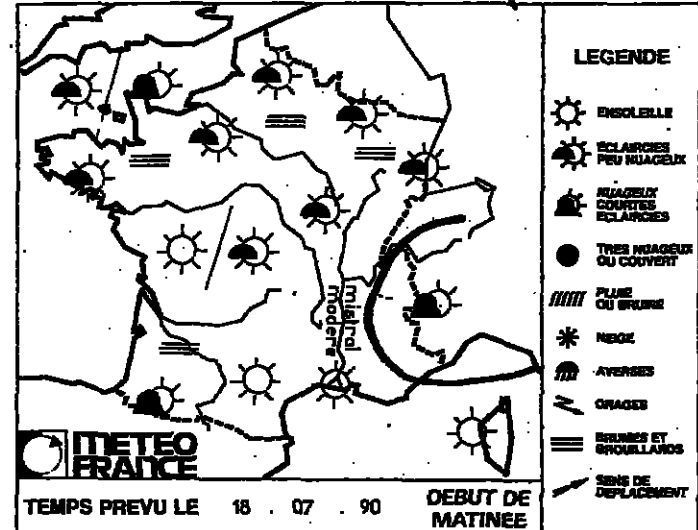 LEGENDE
ENSOLEILLE
ECLAIRCIES
PEU NUAGEUX
NUAGEUX
COURTES
ECLAIRCIES
TRES NUAGEUX
OU COUVERT
PLUIE
OU BRUINE
NEIGE
AVERSES
ORAGES
BRUMES ET
BROUILLARDS
SENS DE
DEPLACEMENT
mistral
modéré
METEO
FRANCE
TEMPS PREVU LE 18 . 07 . 90 DEBUT DE
MATINEE